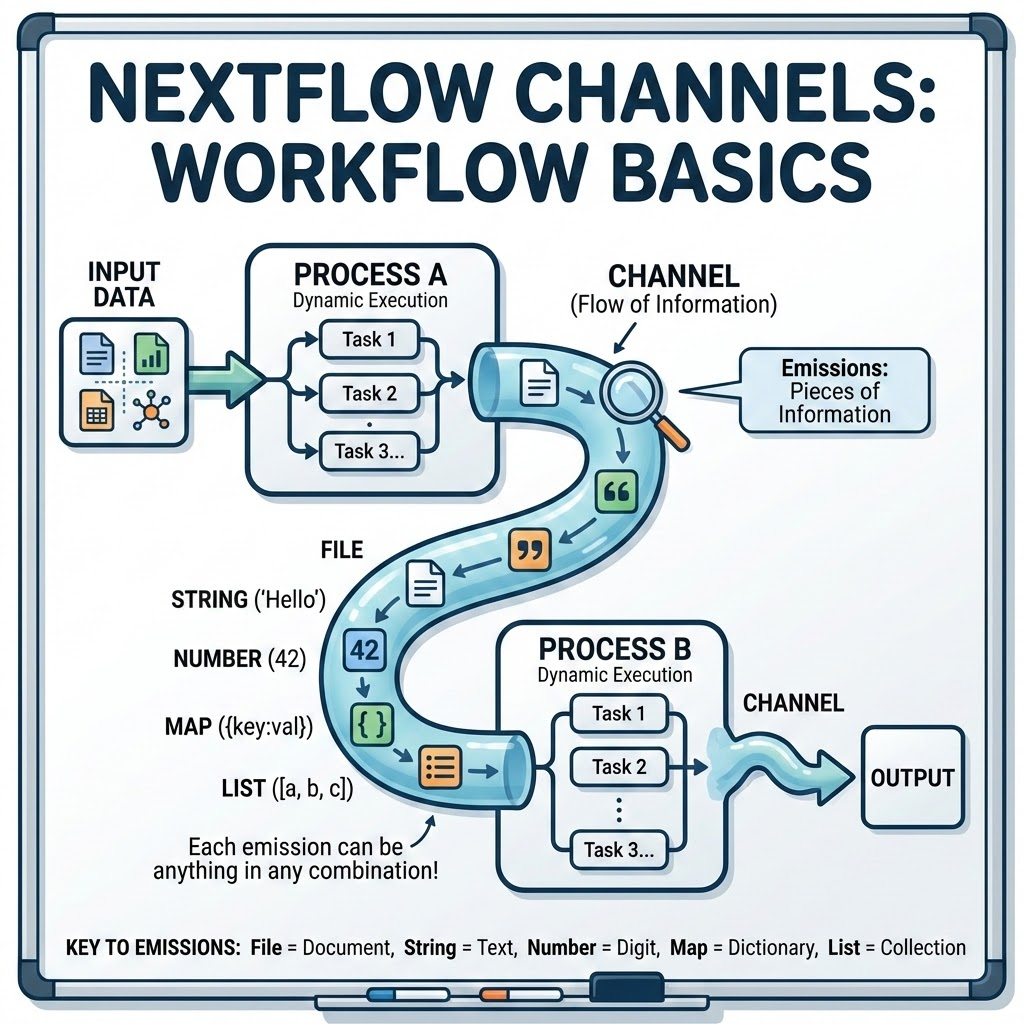 NEXTFLOW CHANNELS:
WORKFLOW BASICS
INPUT
DATA
PROCESS A
Dynamic Execution
Task 1
Task 2
Task 3...
CHANNEL
(Flow of Information)
Emissions:
Pieces of
Information
FILE
STRING ('Hello')
NUMBER (42)
MAP ({key:val})
LIST ([a, b, c])
“
”
42
{ }
Each emission can be
anything in any combination!
PROCESS B
Dynamic Execution
Task 1
Task 2
Task 3...
CHANNEL
OUTPUT
KEY TO EMISSIONS: File = Document, String = Text, Number = Digit, Map = Dictionary, List = Collection